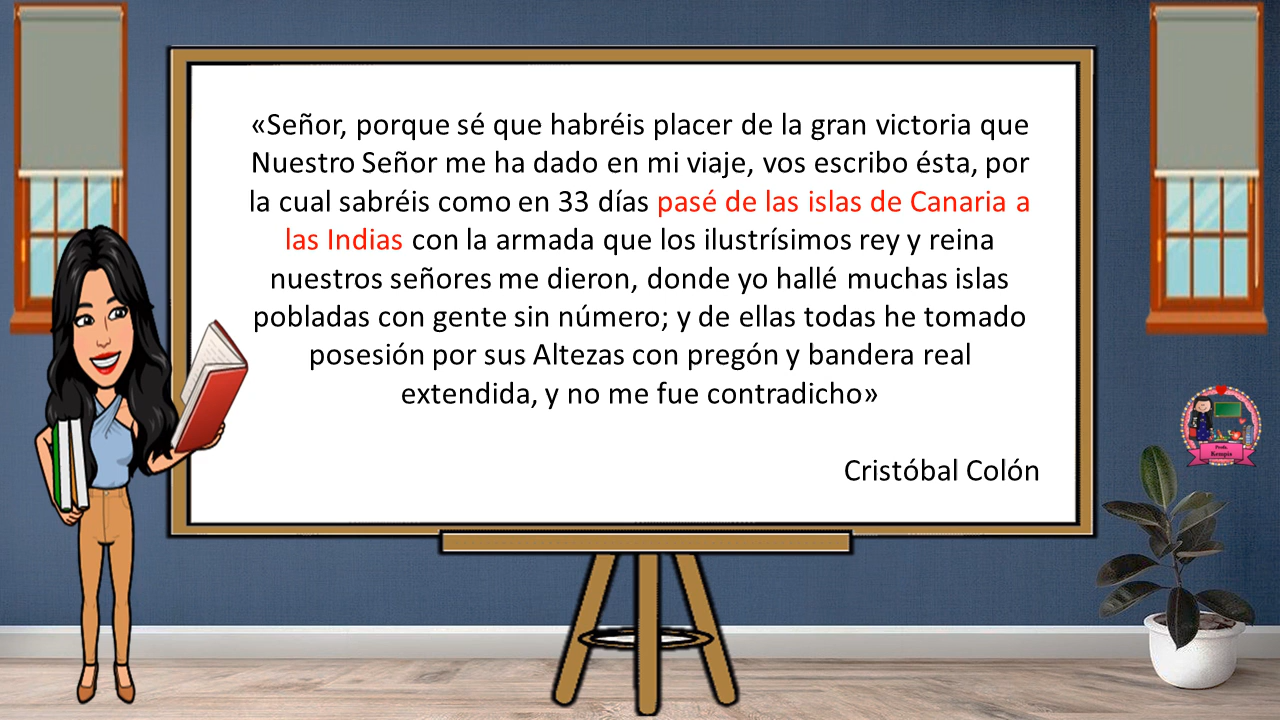 «Señor, porque sé que habréis placer de la gran victoria que
Nuestro Señor me ha dado en mi viaje, vos escribo ésta, por
la cual sabréis como en 33 días pasé de las islas de Canaria a
las Indias con la armada que los ilustrísimos rey y reina
nuestros señores me dieron, donde yo hallé muchas islas
pobladas con gente sin número; y de ellas todas he tomado
posesión por sus Altezas con pregón y bandera real
extendida, y no me fue contradicho»
Cristóbal Colón
Kempis